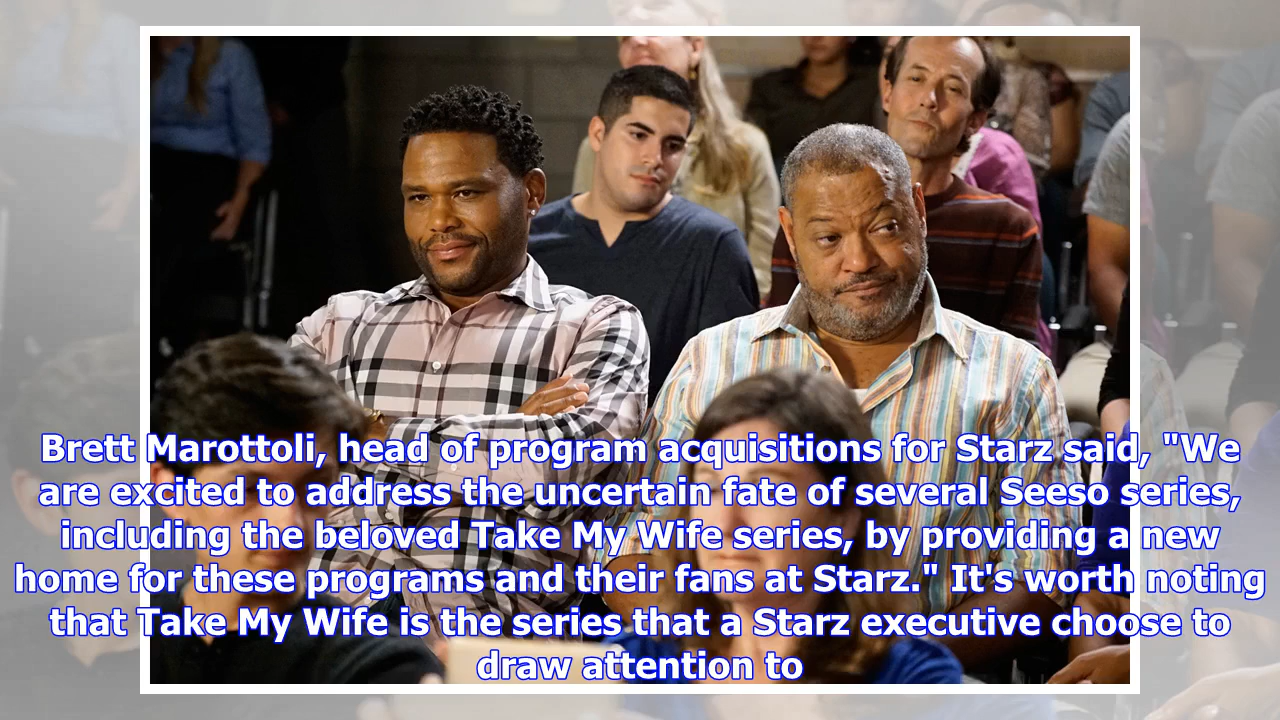 Brett Marottoli, head of program acquisitions for Starz said, "We
are excited to address the uncertain fate of several Seeso series,
including the beloved Take My Wife series, by providing a new
home for these programs and their fans at Starz." It's worth noting
that Take My Wife is the series that a Starz executive choose to
draw attention to